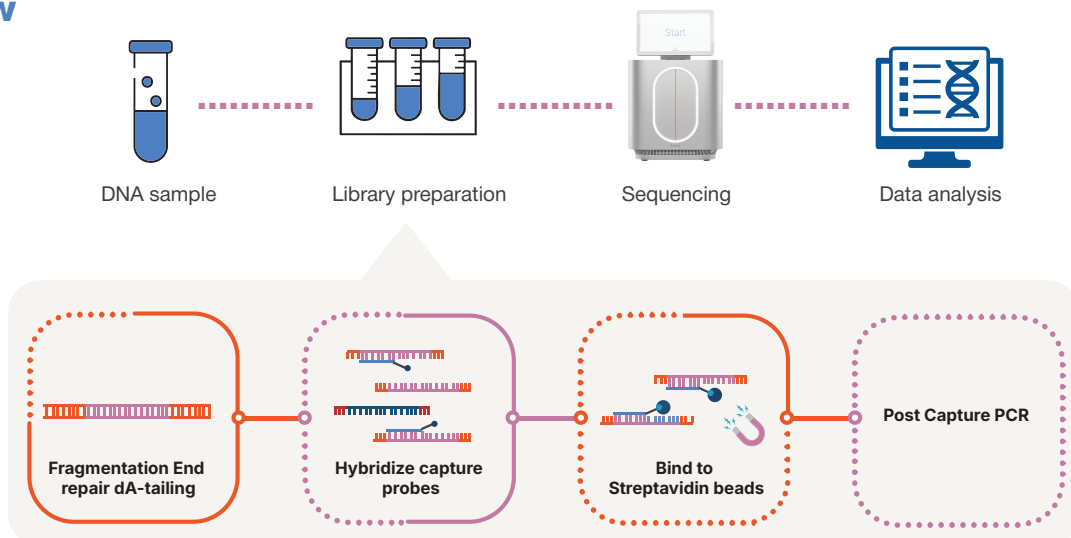 w
Start
DNA sample
Library preparation
Sequencing
Data analysis
Fragmentation End
repair dA-tailing
Hybridize capture
probes
Bind to
Streptavidin beads
Post Capture PCR